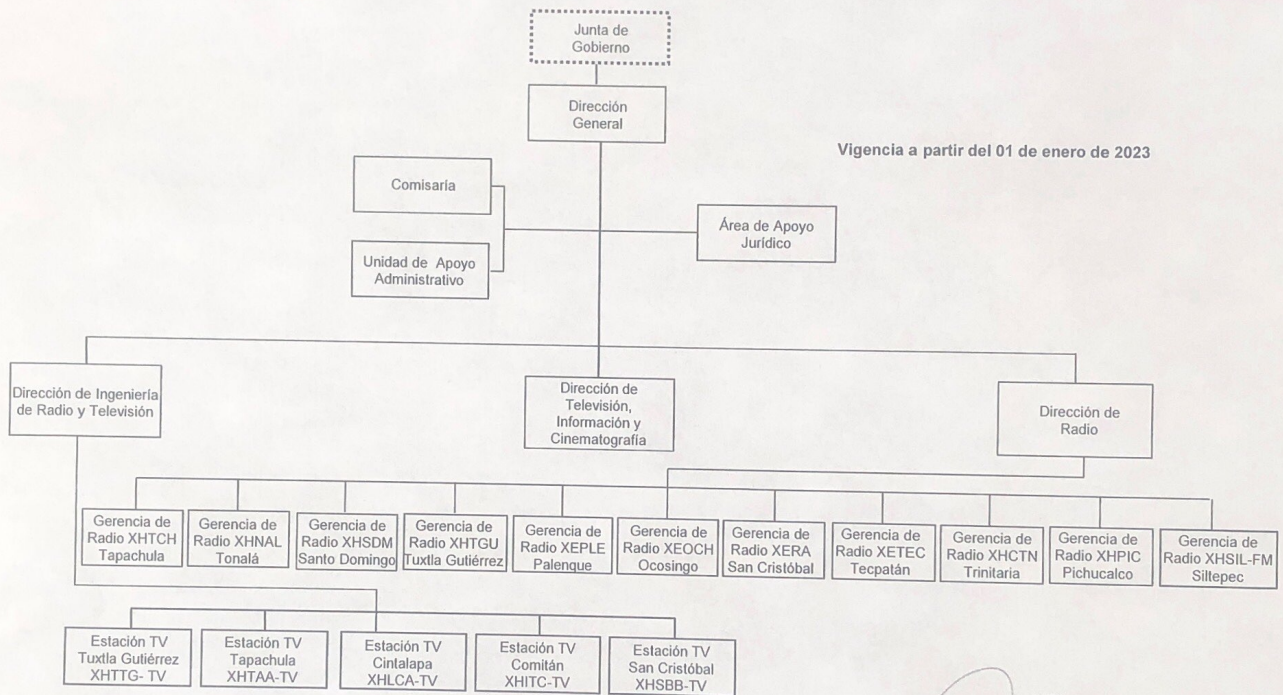 Junta de
Gobierno
Dirección
General
Vigencia a partir del 01 de enero de 2023
Comisaría
Área de Apoyo
Jurídico
Unidad de Apoyo
Administrativo
Dirección de Ingeniería
de Radio y Televisión
Dirección de
Televisión,
Información y
Cinematografía
Dirección de
Radio
Gerencia de
Radio XHTCH
Tapachula
Gerencia de
Radio XHNAL
Tonalá
Gerencia de
Radio XHSDM
Santo Domingo
Gerencia de
Radio XHTGU
Tuxtla Gutiérrez
Gerencia de
Radio XEPLE
Palenque
Gerencia de
Radio XEOCH
Ocosingo
Gerencia de
Radio XERA
San Cristóbal
Gerencia de
Radio XETEC
Tecpatán
Gerencia de
Radio XHCTN
Trinitaria
Gerencia de
Radio XHPIC
Pichucalco
Gerencia de
Radio XHSIL-FM
Siltepec
Estación TV
Tuxtla Gutiérrez
XHTTG- TV
Estación TV
Tapachula
XHTAA-TV
Estación TV
Cintalapa
XHLCA-TV
Estación TV
Comitán
XHITC-TV
Estación TV
San Cristóbal
XHSBB-TV